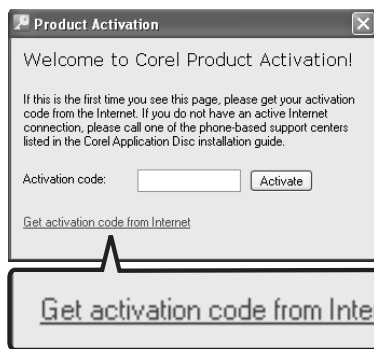 Product Activation
Welcome to Corel Product Activation!
If this is the first time you see this page, please get your activation
code from the Internet. If you do not have an active Internet
connection, please call one of the phone-based support centers
listed in the Corel Application Disc installation guide.
Activation code:
Activate
Get activation code from Internet
Get activation code from Inte